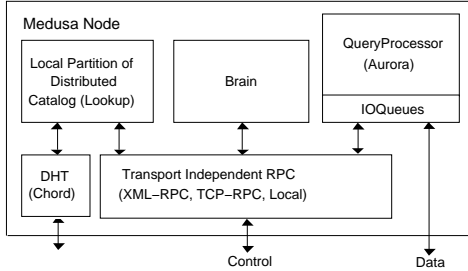 Medusa Node
Local Partition of
Distributed
Catalog (Lookup)
Brain
QueryProcessor
(Aurora)
IOQueues
DHT
(Chord)
Transport Independent RPC
(XML−RPC, TCP−RPC, Local)
Control
Data